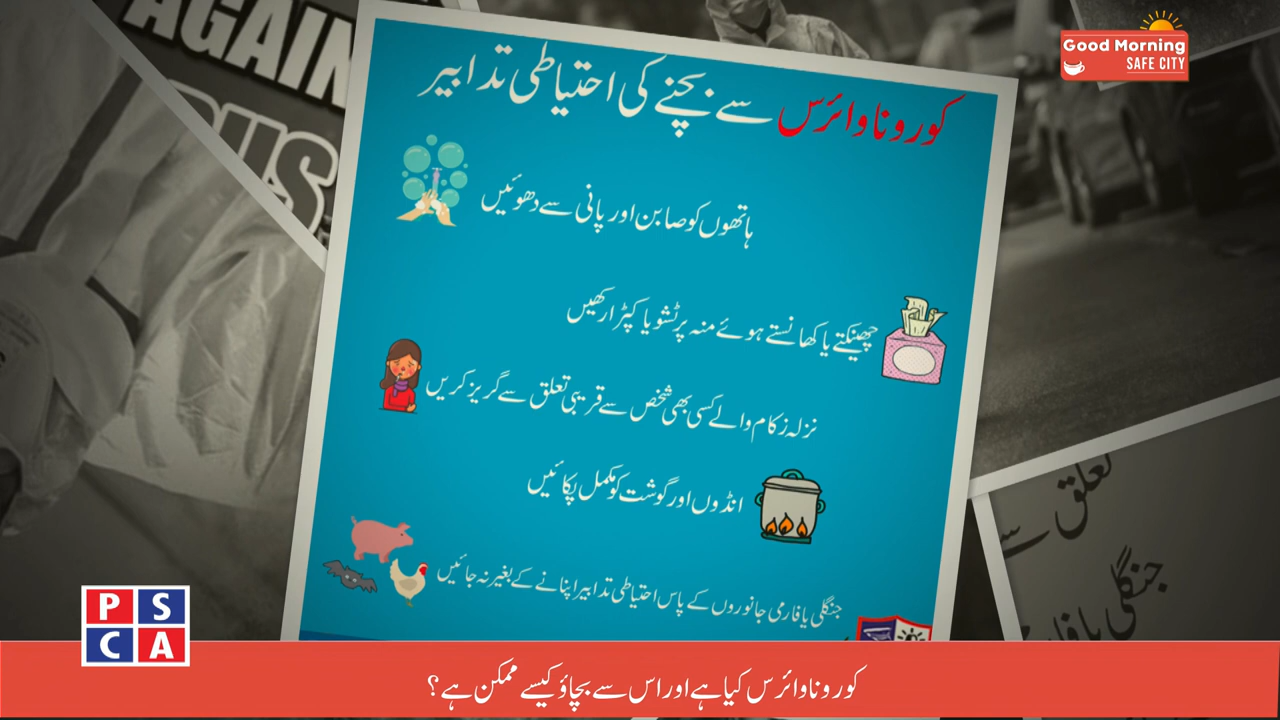 AGAIN
Good Morning
SAFE CITY
کورونا وائرس سے بچنے کی احتیاطی تدابیر
ہاتھوں کو صابن اور پانی سے دھوئیں
چھینکتے یا کھانستے ہوئے منہ پر ٹشو یا کپڑا رکھیں
نزلہ زکام والے کسی بھی شخص سے قریبی تعلق سے گریز کریں
انڈوں اور گوشت کو مکمل پکائیں
جنگلی یا فارمی جانوروں کے پاس احتیاطی تدابیر اپنانے کے بغیر نہ جائیں
تعلق سے
جنگلی یا فارمی
PSCA
کورونا وائرس کیا ہے اور اس سے بچاؤ کیسے ممکن ہے؟